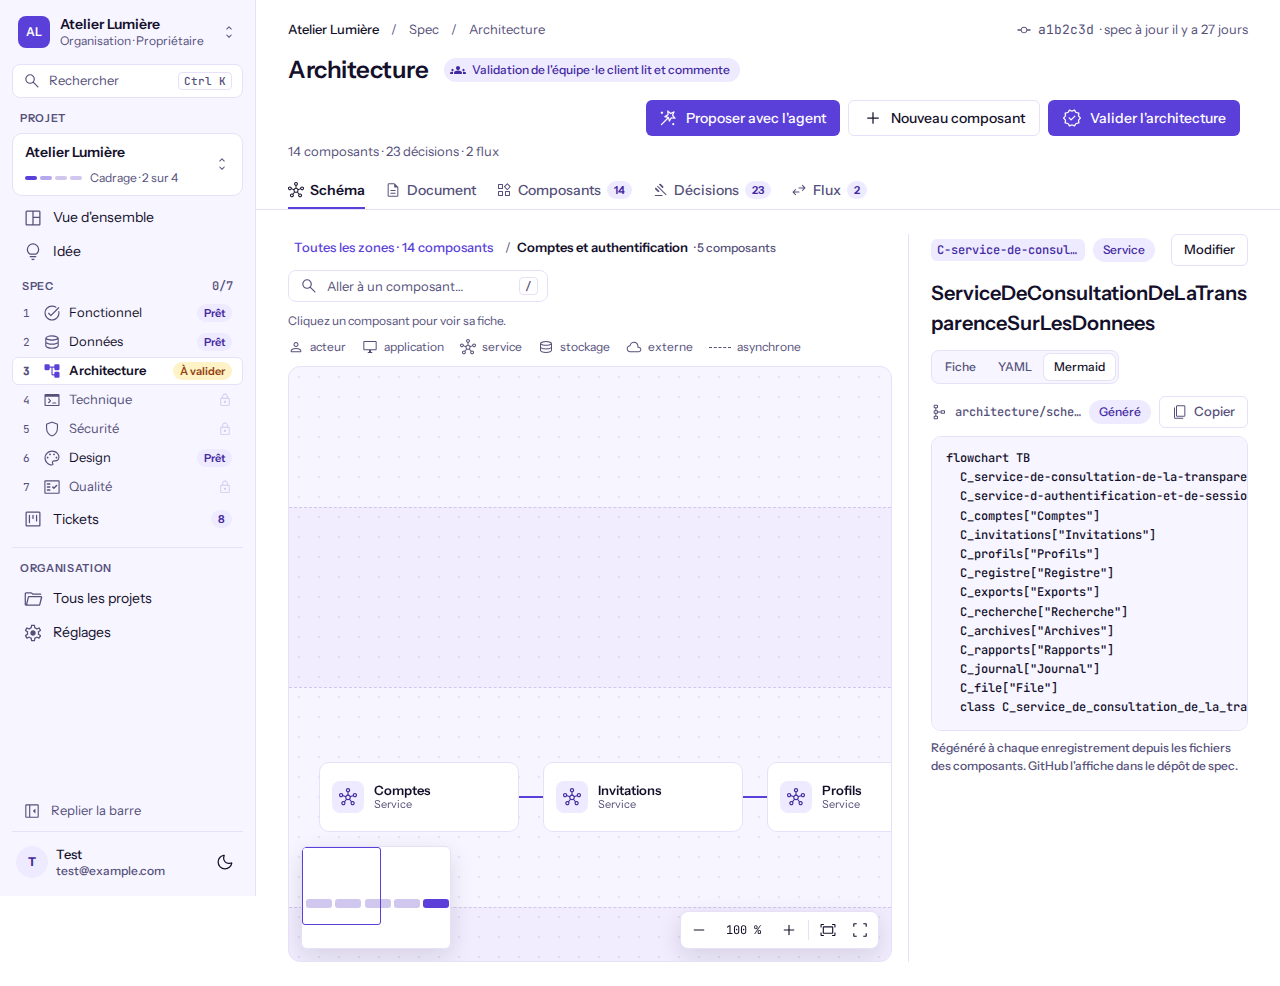 AL
Atelier Lumière
Organisation · Propriétaire
Rechercher
Ctrl K
PROJET
Atelier Lumière
Cadrage · 2 sur 4
Vue d'ensemble
Idée
SPEC 0/7
1 Fonctionnel Prêt
2 Données Prêt
3 Architecture À valider
4 Technique
5 Sécurité
6 Design Prêt
7 Qualité
Tickets 8
ORGANISATION
Tous les projets
Réglages
Replier la barre
T
Test
test@example.com
Atelier Lumière / Spec / Architecture
a1b2c3d · spec à jour il y a 27 jours
Architecture
Validation de l'équipe · le client lit et commente
Proposer avec l'agent
Nouveau composant
Valider l'architecture
14 composants · 23 décisions · 2 flux
Schéma
Document
Composants 14
Décisions 23
Flux 2
Toutes les zones · 14 composants / Comptes et authentification · 5 composants
Aller à un composant... /
Cliquez un composant pour voir sa fiche.
acteur
application
service
stockage
externe
asynchrone
Comptes
Service
Invitations
Service
Profils
Service
100 %
C-service-de-consul…
Service
Modifier
ServiceDeConsultationDeLaTrans
parenceSurLesDonnees
Fiche
YAML
Mermaid
architecture/sche…
Généré
Copier
flowchart TB
C_service-de-consultation-de-la-transpare
C_service-d-authentification-et-de-sessio
C_comptes["Comptes"]
C_invitations["Invitations"]
C_profils["Profils"]
C_registre["Registre"]
C_exports["Exports"]
C_recherche["Recherche"]
C_archives["Archives"]
C_rapports["Rapports"]
C_journal["Journal"]
C_file["File"]
class C_service_de_consultation_de_la_tra
Régénéré à chaque enregistrement depuis les fichiers
des composants. GitHub l'affiche dans le dépôt de spec.